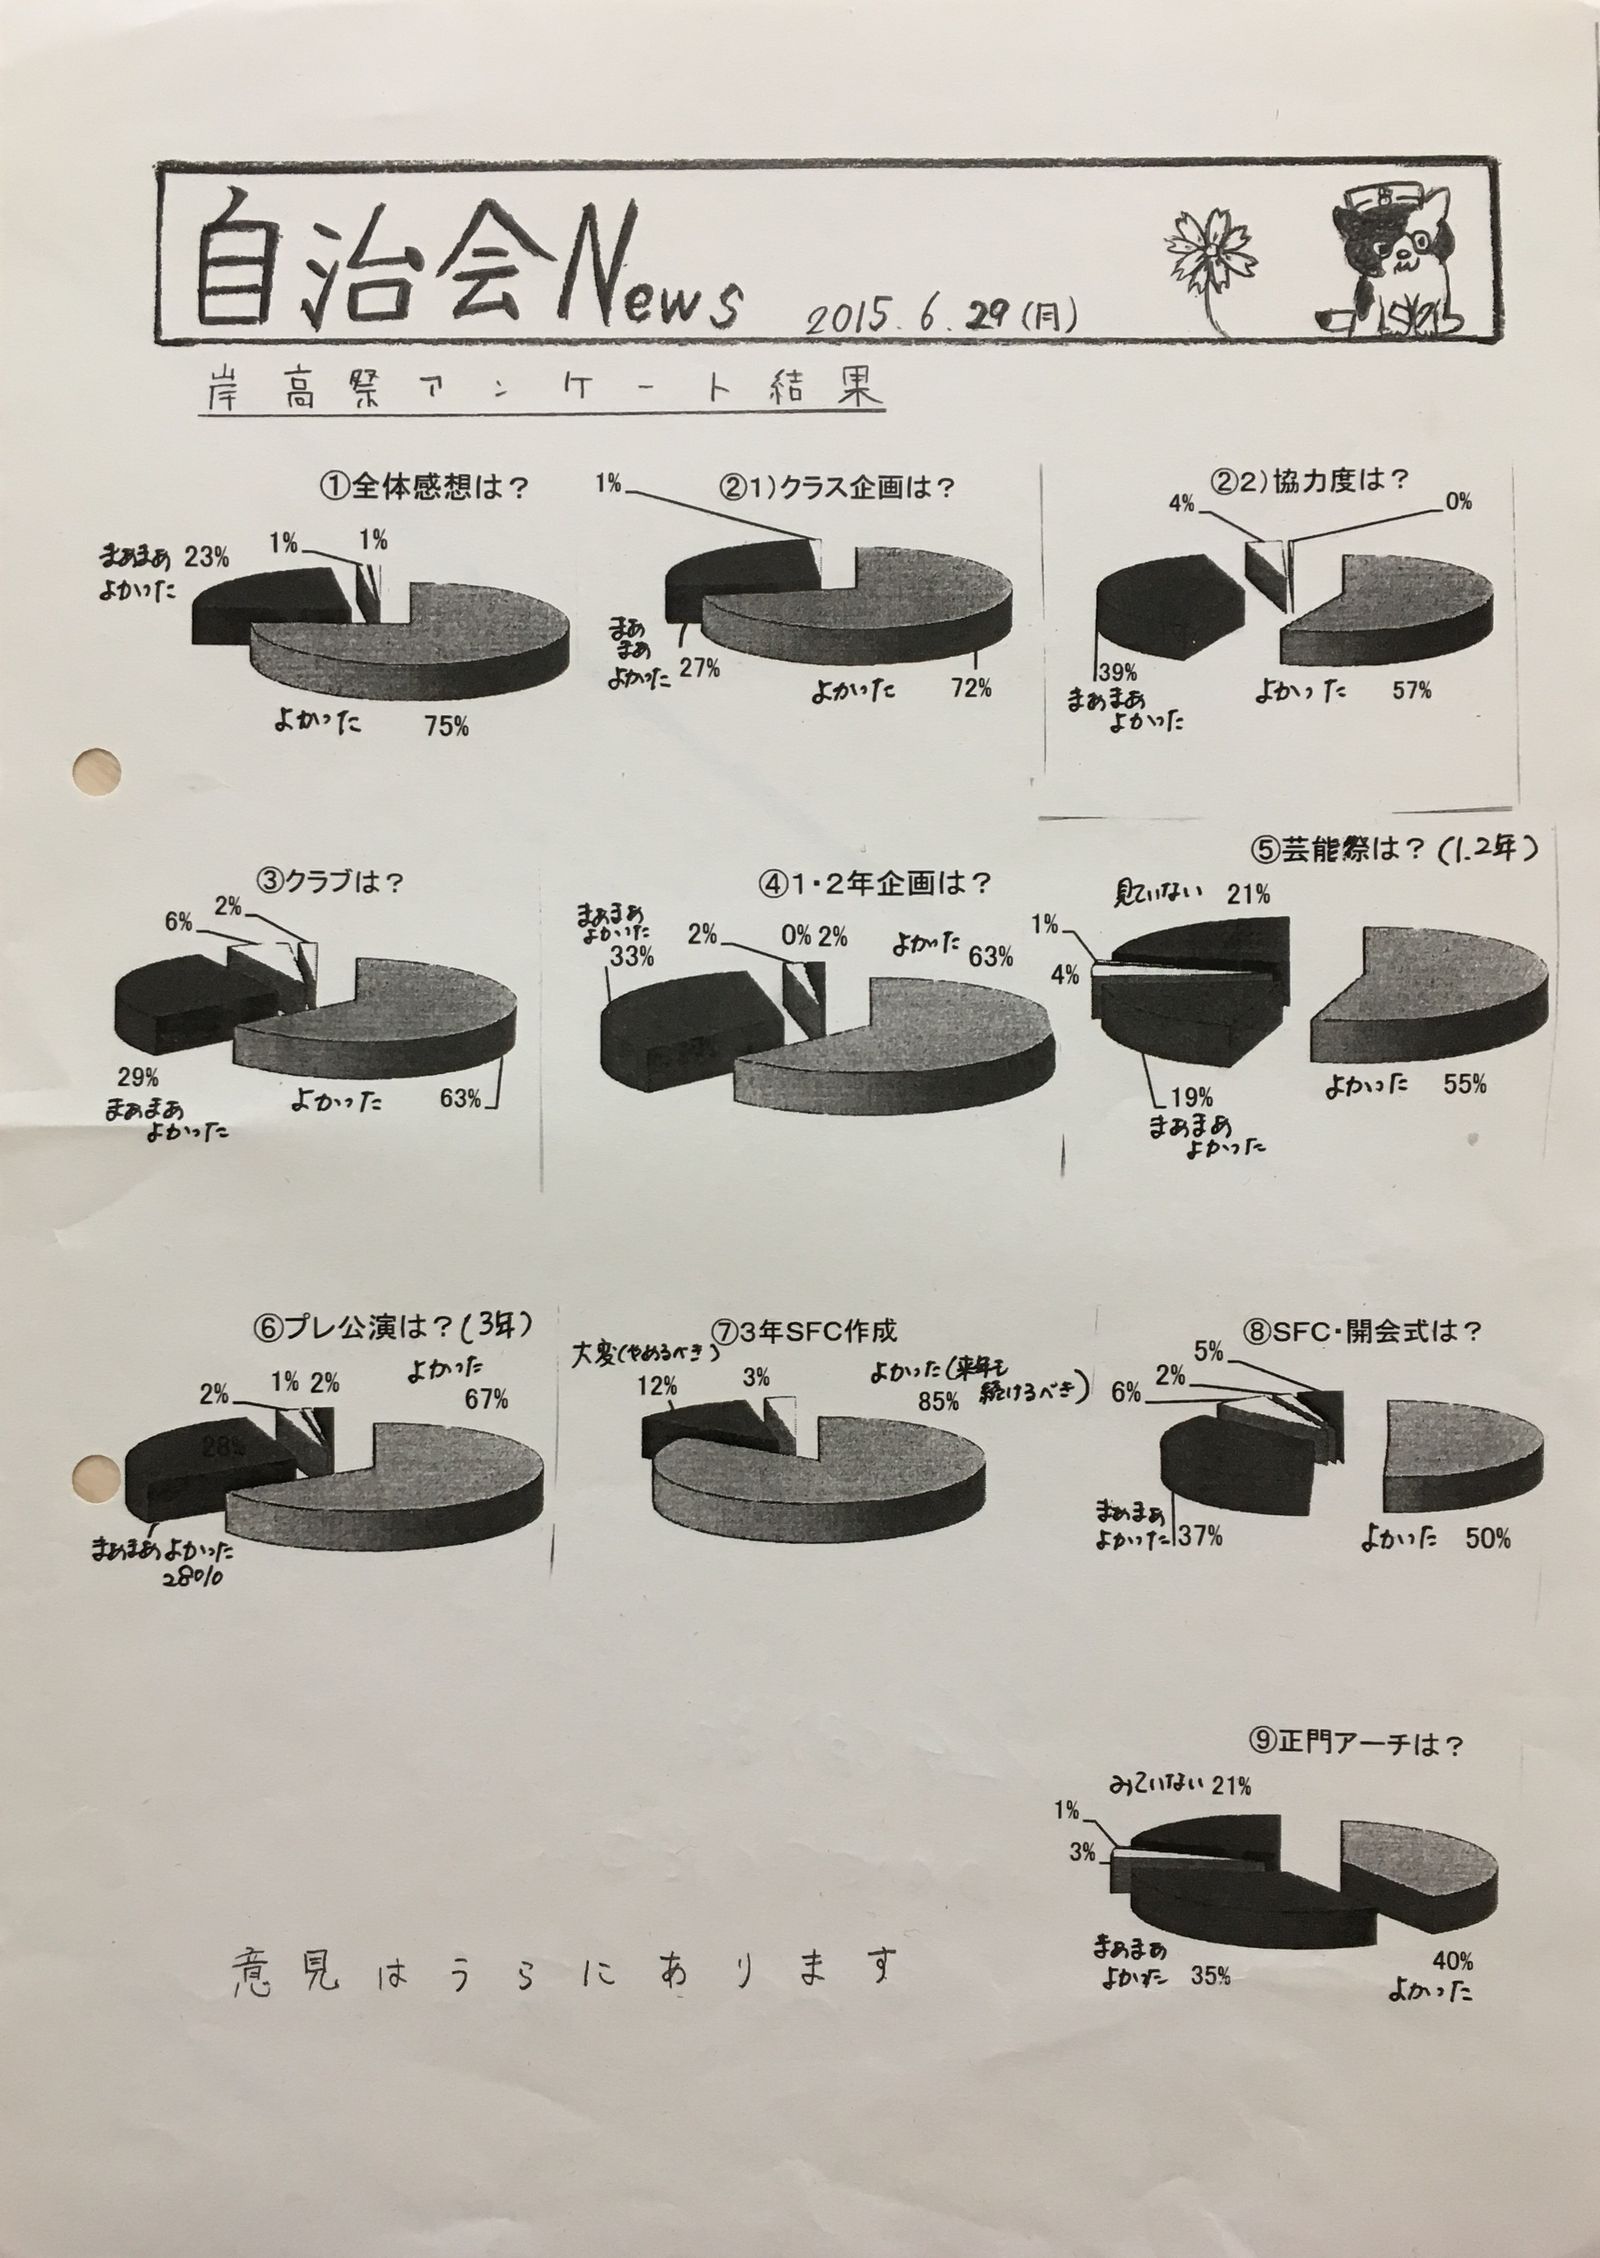 自治会News 2015.6.29(月)
岸高祭アンケート結果
①全体感想は？
まあまあ 23%
よかった
1%
1%
よかった 75%
②1)クラス企画は？
1%
まあ
まあ
よかった 27%
よかった 72%
②2)協力度は？
4%
0%
39%
まあまあ
よかった
よかった 57%
③クラブは？
6%
2%
29%
まあまあ
よかった
よかった 63%
④1・2年企画は？
まあまあ
よかった
33%
2%
0% 2%
よかった 63%
⑤芸能祭は？(1.2年)
見ていない 21%
1%
4%
19%
まあまあ
よかった
よかった 55%
⑥プレ公演は？(3年)
2%
1% 2%
よかった
67%
28%
まあまあよかった
28%
⑦3年SFC作成
大変(やめるべき)
12%
3%
よかった(来年も
続けるべき)
85%
⑧SFC・開会式は？
5%
2%
6%
まあまあ
よかった 37%
よかった 50%
⑨正門アーチは？
みていない 21%
1%
3%
まあまあ
よかった 35%
40%
よかった
意見はうらにあります